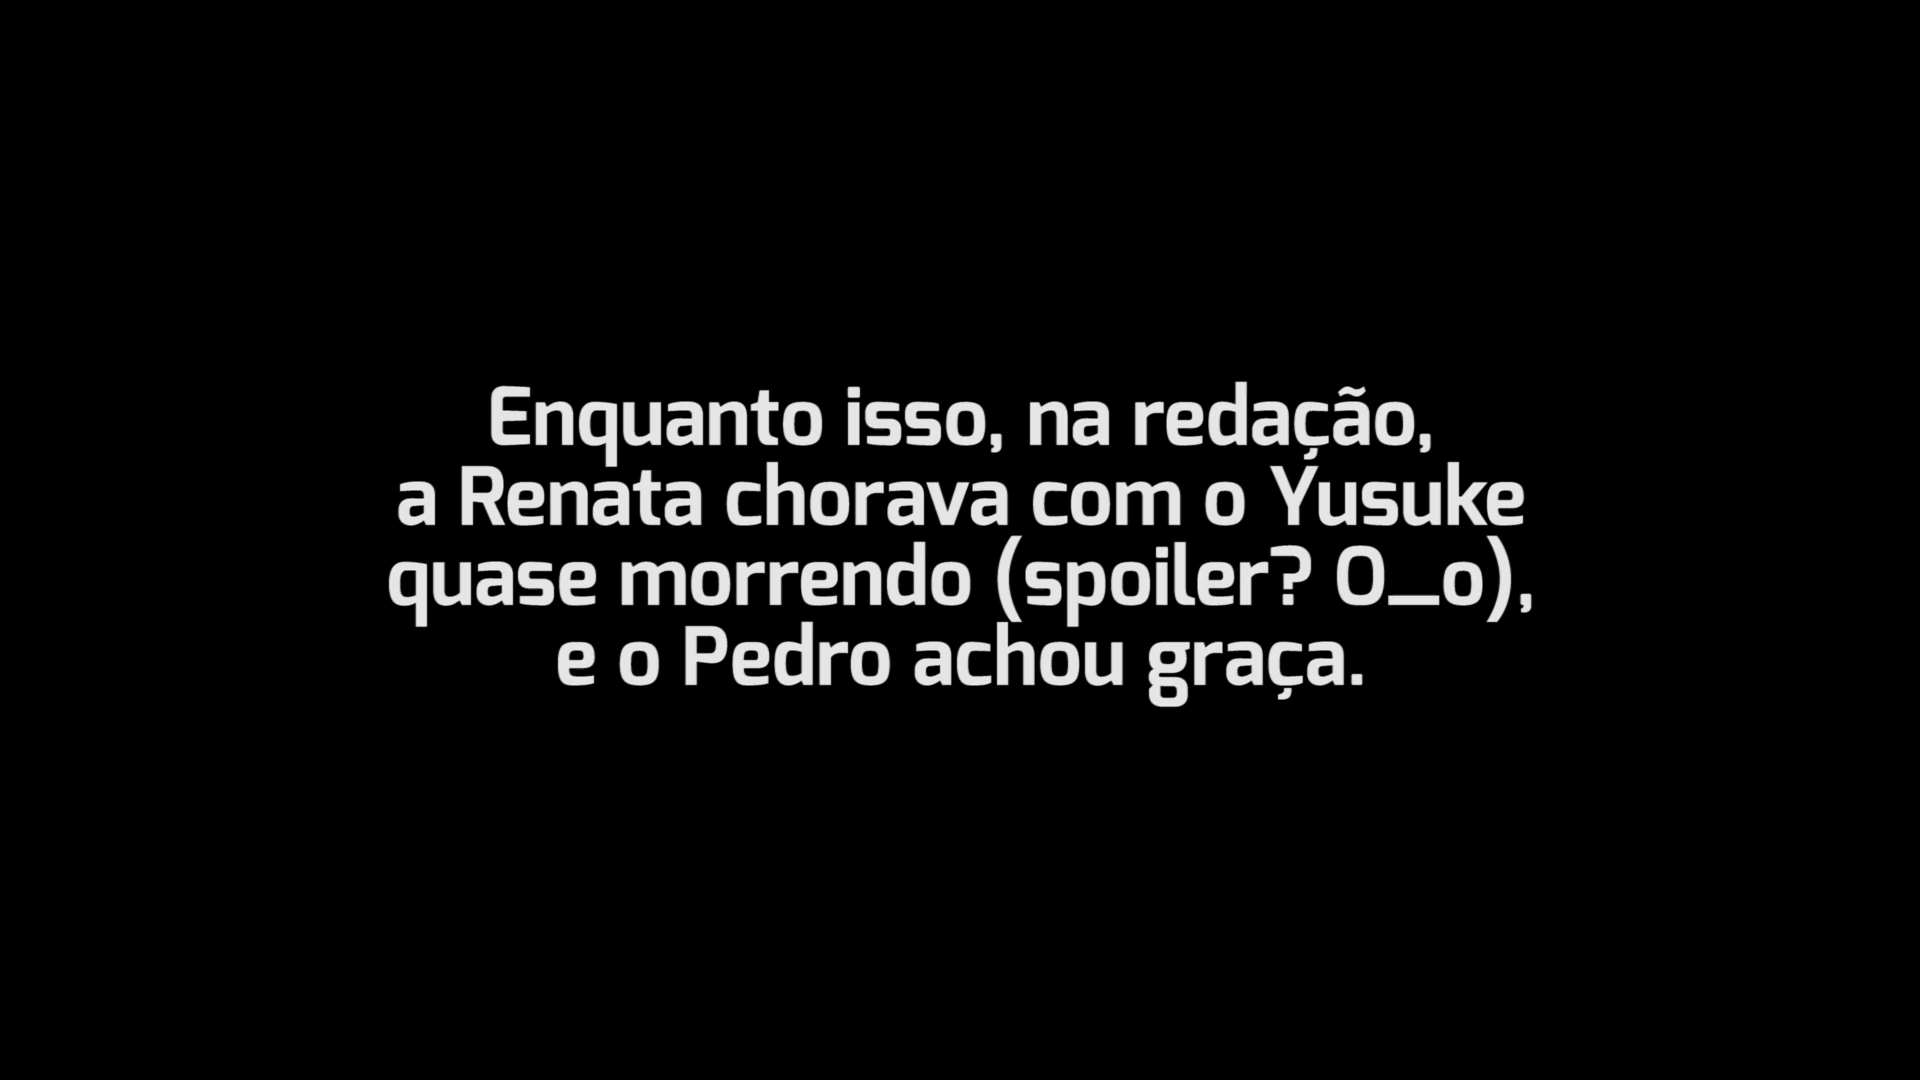 Enquanto isso, na redação,
a Renata chorava com o Yusuke
quase morrendo (spoiler? O_o),
e o Pedro achou graça.